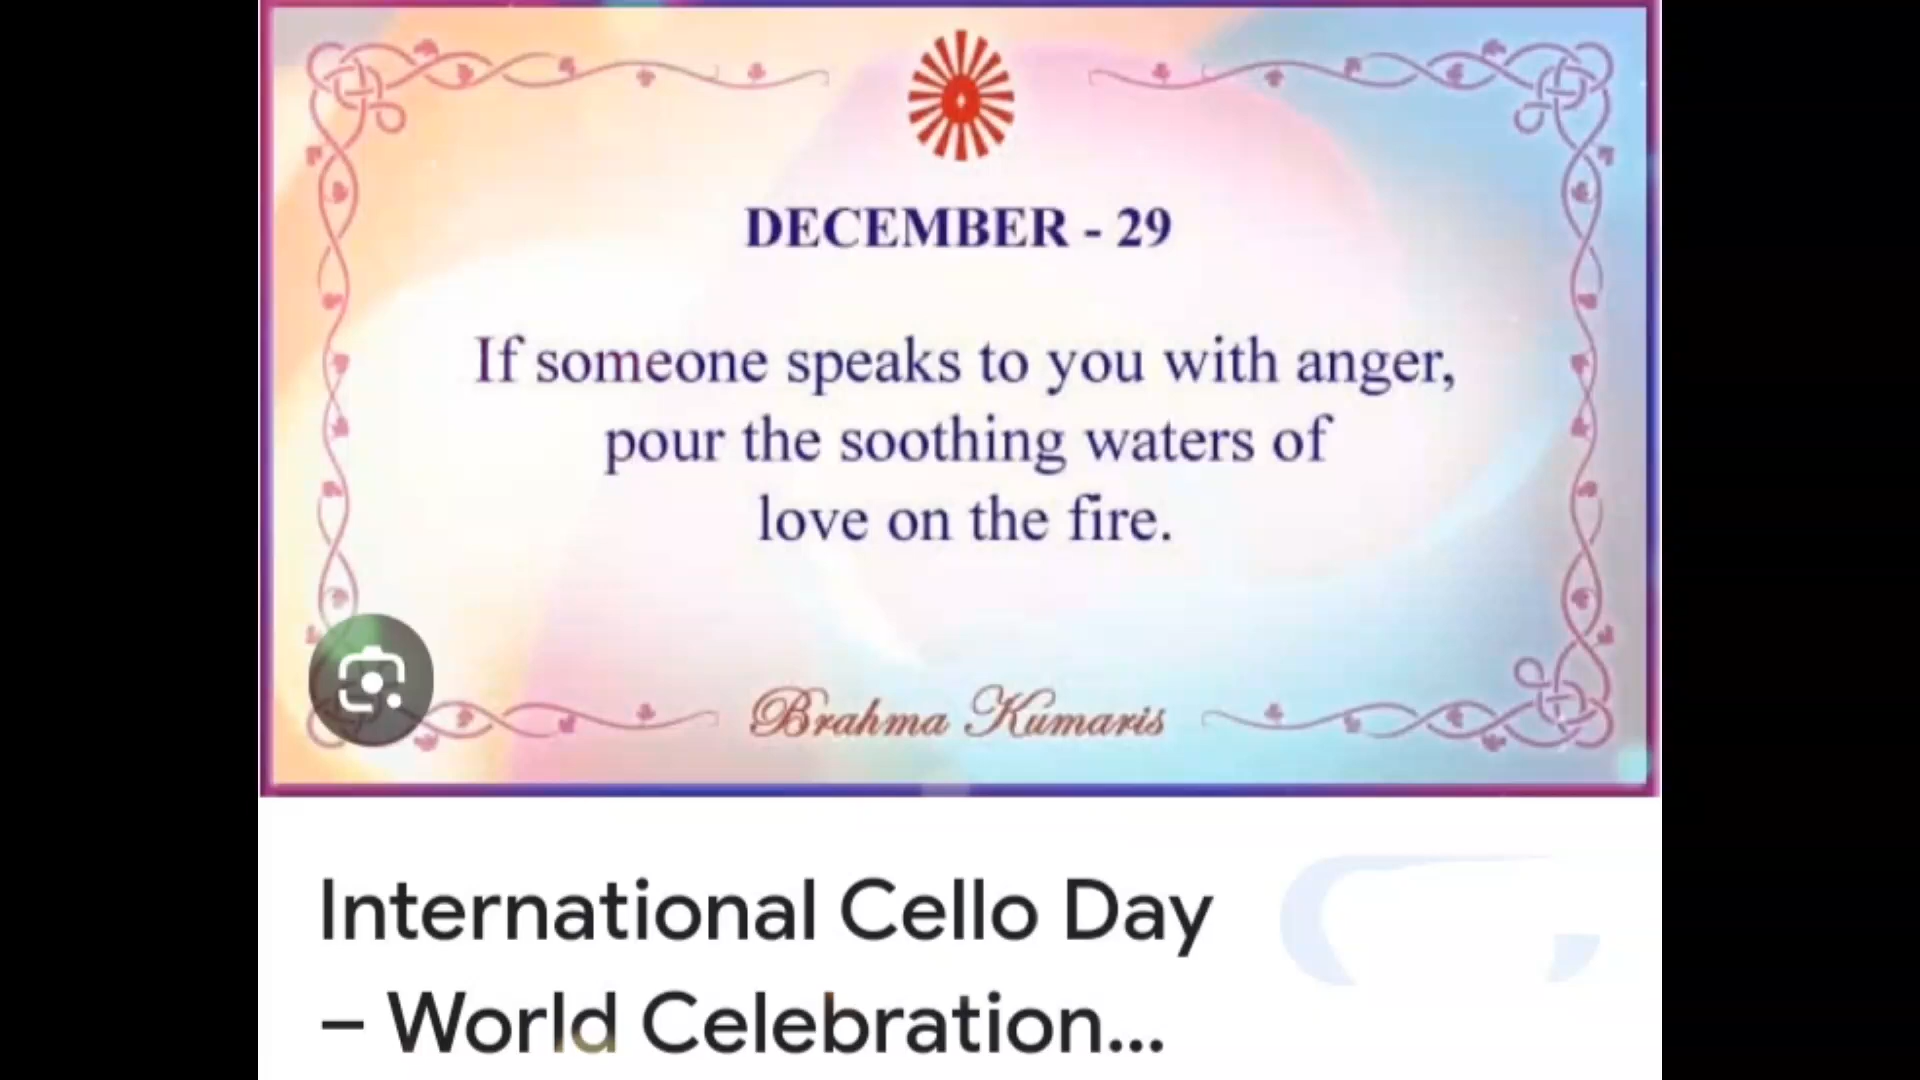 DECEMBER - 29
If someone speaks to you with anger,
pour the soothing waters of
love on the fire.
Brahma Kumaris
International Cello Day
– World Celebration...